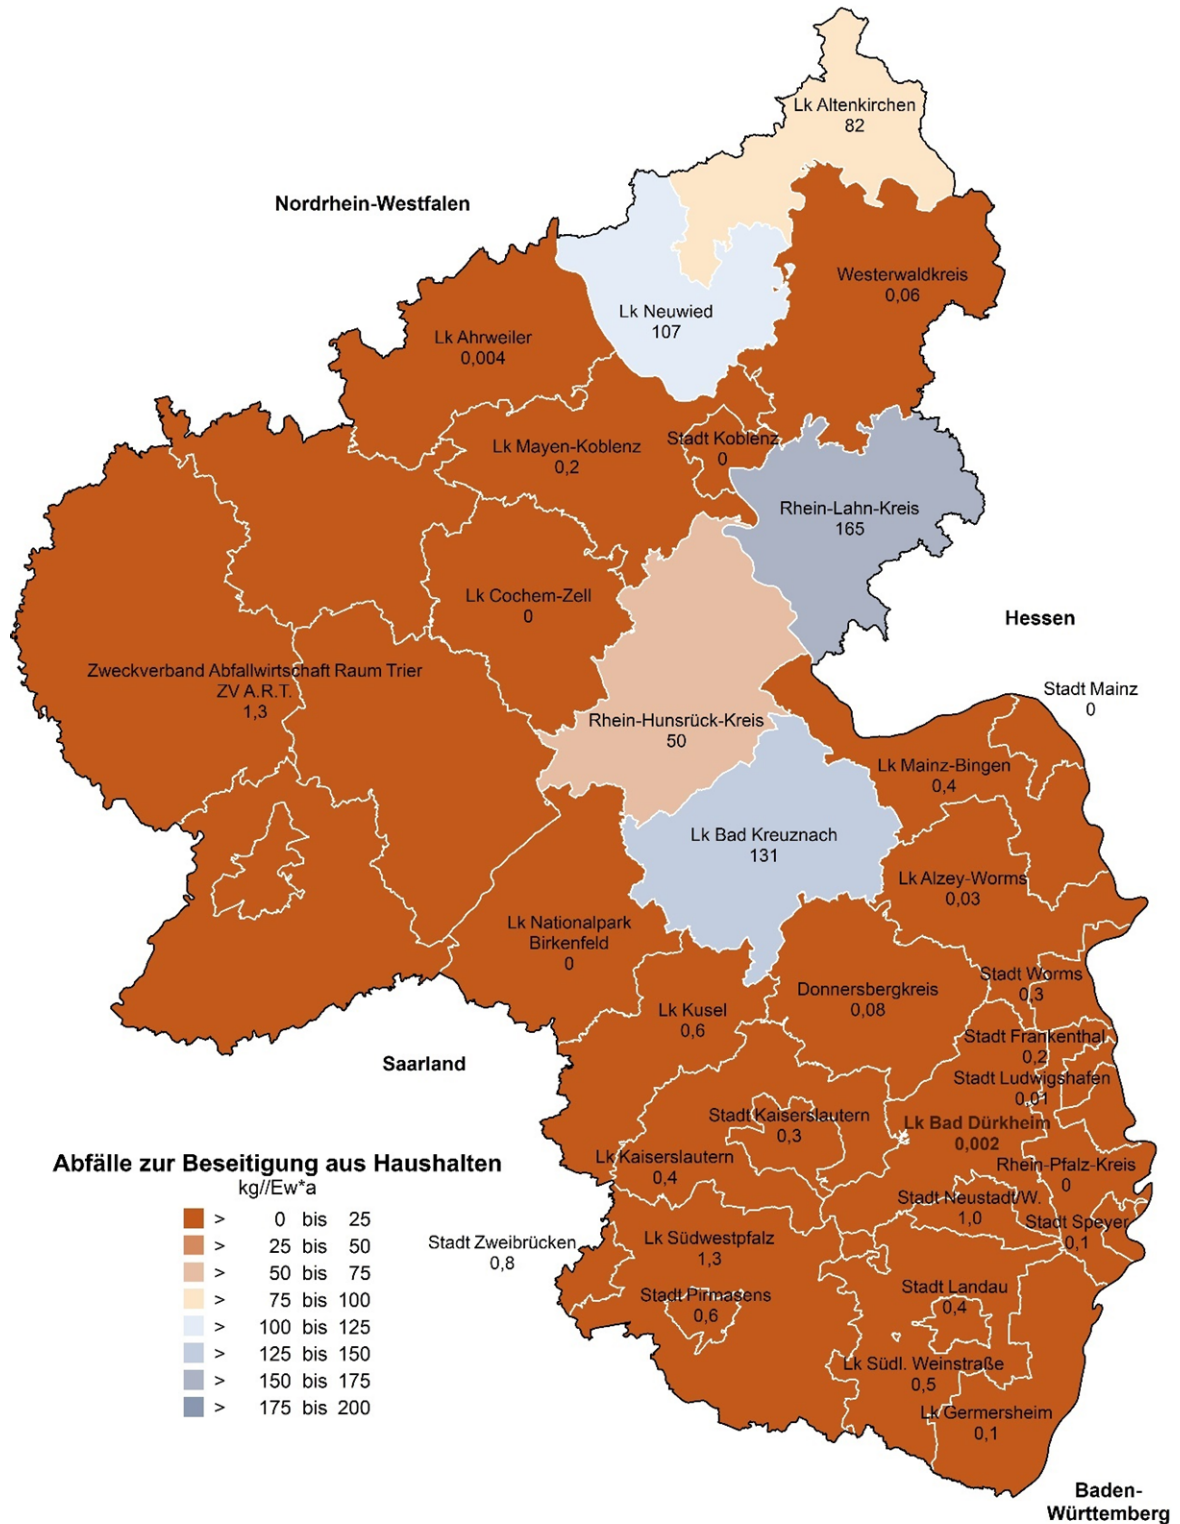 Lk Altenkirchen
82
Nordrhein-Westfalen
Westerwaldkreis
0,06
Lk Neuwied
107
Lk Ahrweiler
0,004
Lk Mayen-Koblenz
0,2
Stadt Koblenz
0
Rhein-Lahn-Kreis
165
Lk Cochem-Zell
0
Hessen
Zweckverband Abfallwirtschaft Raum Trier
ZV A.R.T.
1,3
Stadt Mainz
0
Rhein-Hunsrück-Kreis
50
Lk Mainz-Bingen
0,4
Lk Bad Kreuznach
131
Lk Alzey-Worms
0,03
Lk Nationalpark
Birkenfeld
0
Stadt Worms
0,3
Donnersbergkreis
0,08
Lk Kusel
0,6
Stadt Frankenthal
0,2
Saarland
Stadt Ludwigshafen
0,01
Stadt Kaiserslautern
0,3
Lk Bad Dürkheim
0,002
Lk Kaiserslautern
0,4
Rhein-Pfalz-Kreis
0
Stadt Neustadt/W.
1,0
Stadt Speyer
0,1
Lk Südwestpfalz
1,3
Stadt Zweibrücken
0,8
Stadt Pirmasens
0,6
Stadt Landau
0,4
Lk Südl. Weinstraße
0,5
Lk Germersheim
0,1
Baden-
Württemberg
Abfälle zur Beseitigung aus Haushalten
kg//Ew*a
> 0 bis 25
> 25 bis 50
> 50 bis 75
> 75 bis 100
> 100 bis 125
> 125 bis 150
> 150 bis 175
> 175 bis 200